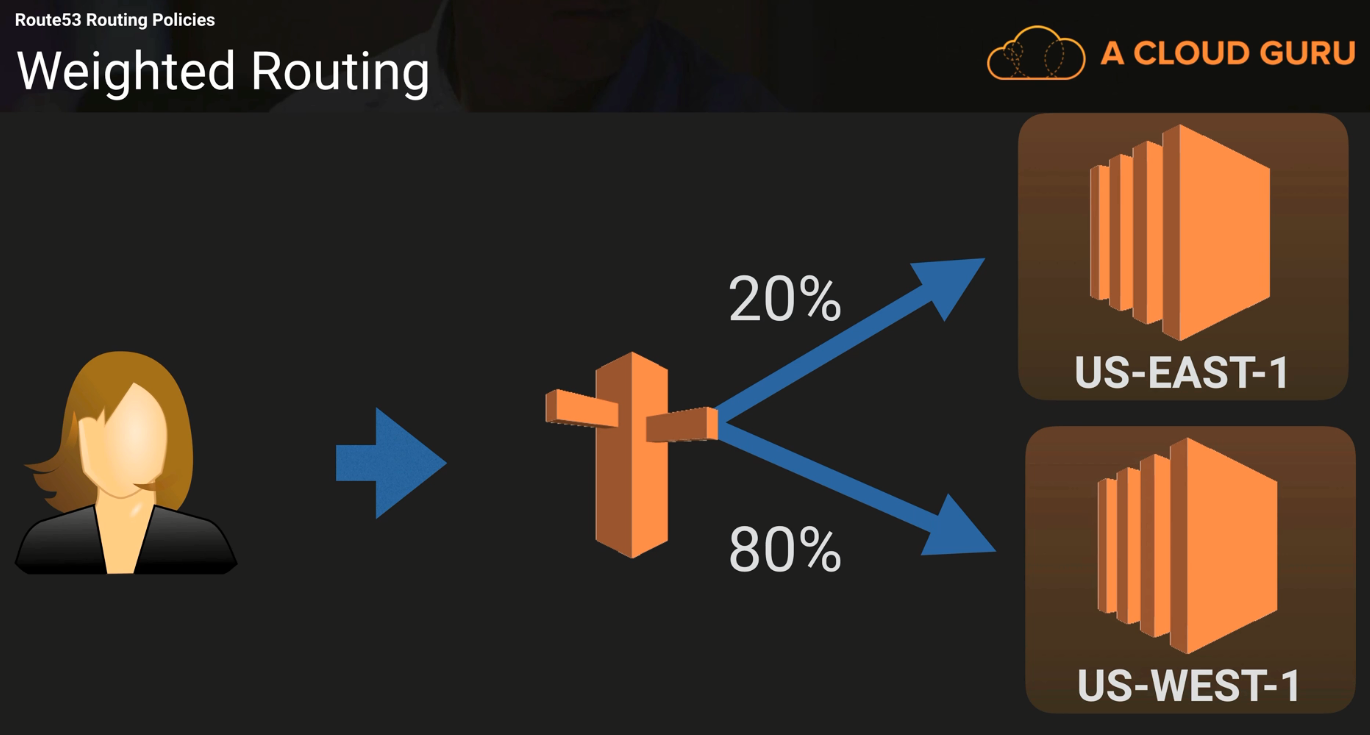 Route53 Routing Policies
Weighted Routing
A CLOUD GURU
20%
US-EAST-1
80%
US-WEST-1